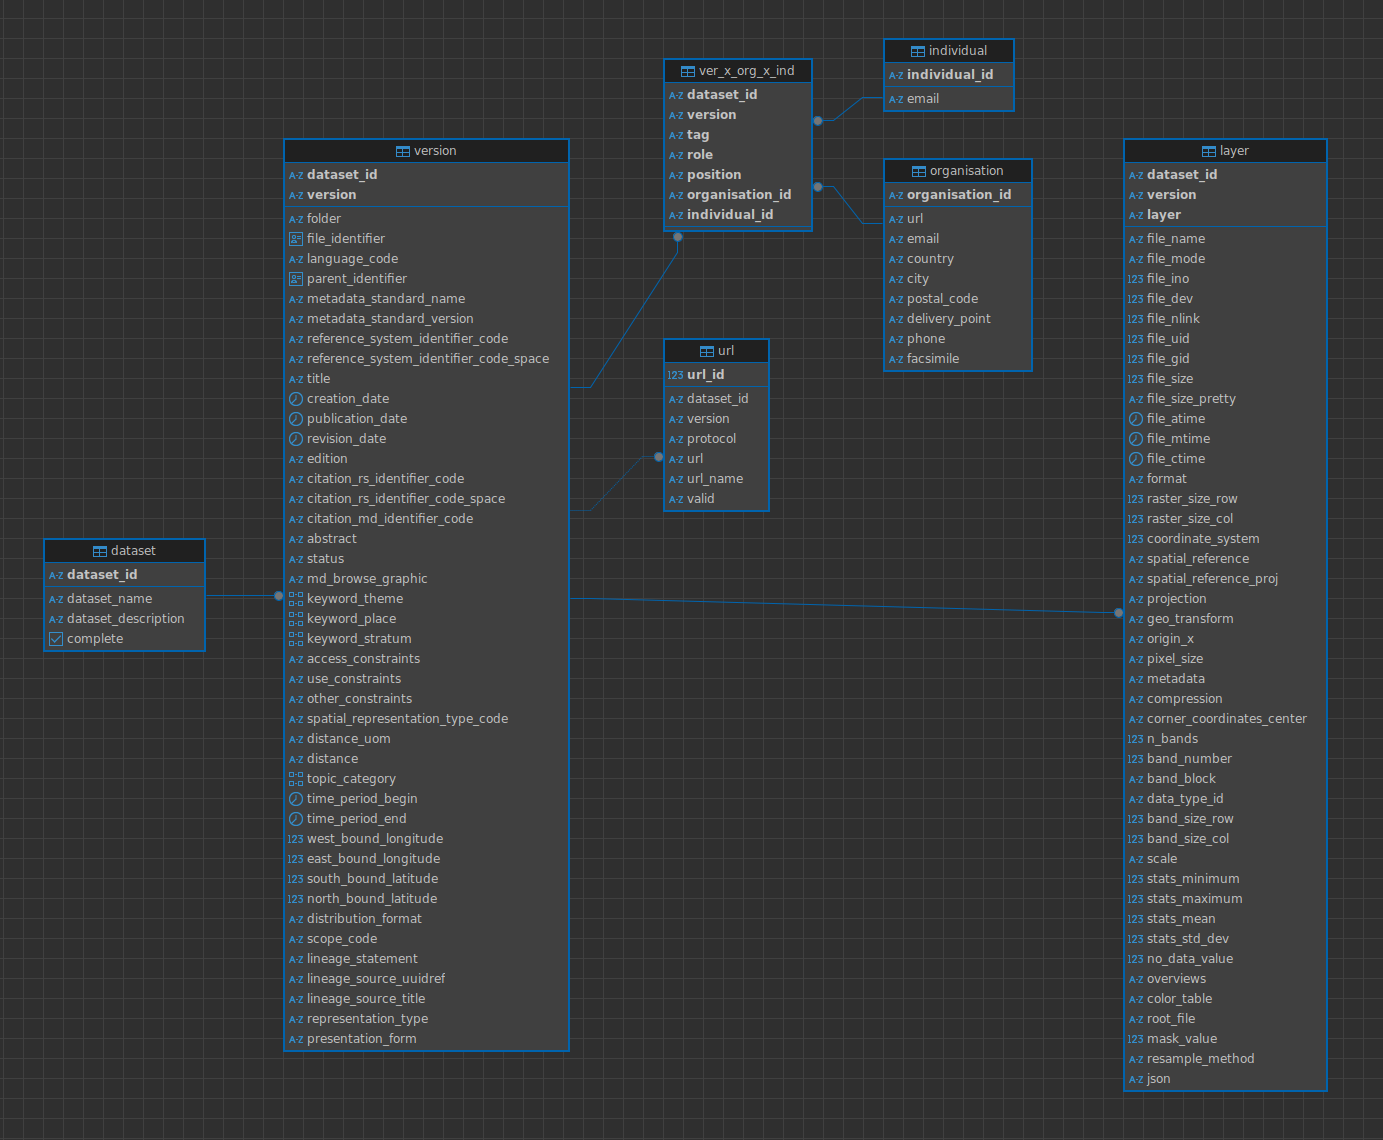 dataset
dataset_id
dataset_name
dataset_description
complete
version
dataset_id
version
folder
file_identifier
language_code
parent_identifier
metadata_standard_name
metadata_standard_version
reference_system_identifier_code
reference_system_identifier_code_space
title
creation_date
publication_date
revision_date
edition
citation_rs_identifier_code
citation_rs_identifier_code_space
citation_md_identifier_code
abstract
status
md_browse_graphic
keyword_theme
keyword_place
keyword_stratum
access_constraints
use_constraints
other_constraints
spatial_representation_type_code
distance_uom
distance
topic_category
time_period_begin
time_period_end
west_bound_longitude
east_bound_longitude
south_bound_latitude
north_bound_latitude
distribution_format
scope_code
lineage_statement
lineage_source_uuidref
lineage_source_title
representation_type
presentation_form
ver_x_org_x_ind
dataset_id
version
tag
role
position
organisation_id
individual_id
url
url_id
dataset_id
version
protocol
url
url_name
valid
individual
individual_id
email
organisation
organisation_id
url
email
country
city
postal_code
delivery_point
phone
facsimile
layer
dataset_id
version
layer
file_name
file_mode
file_ino
file_dev
file_nlink
file_uid
file_gid
file_size
file_size_pretty
file_atime
file_mtime
file_ctime
format
raster_size_row
raster_size_col
coordinate_system
spatial_reference
spatial_reference_proj
projection
geo_transform
origin_x
pixel_size
metadata
compression
corner_coordinates_center
n_bands
band_number
band_block
data_type_id
band_size_row
band_size_col
scale
stats_minimum
stats_maximum
stats_mean
stats_std_dev
no_data_value
overviews
color_table
root_file
mask_value
resample_method
json